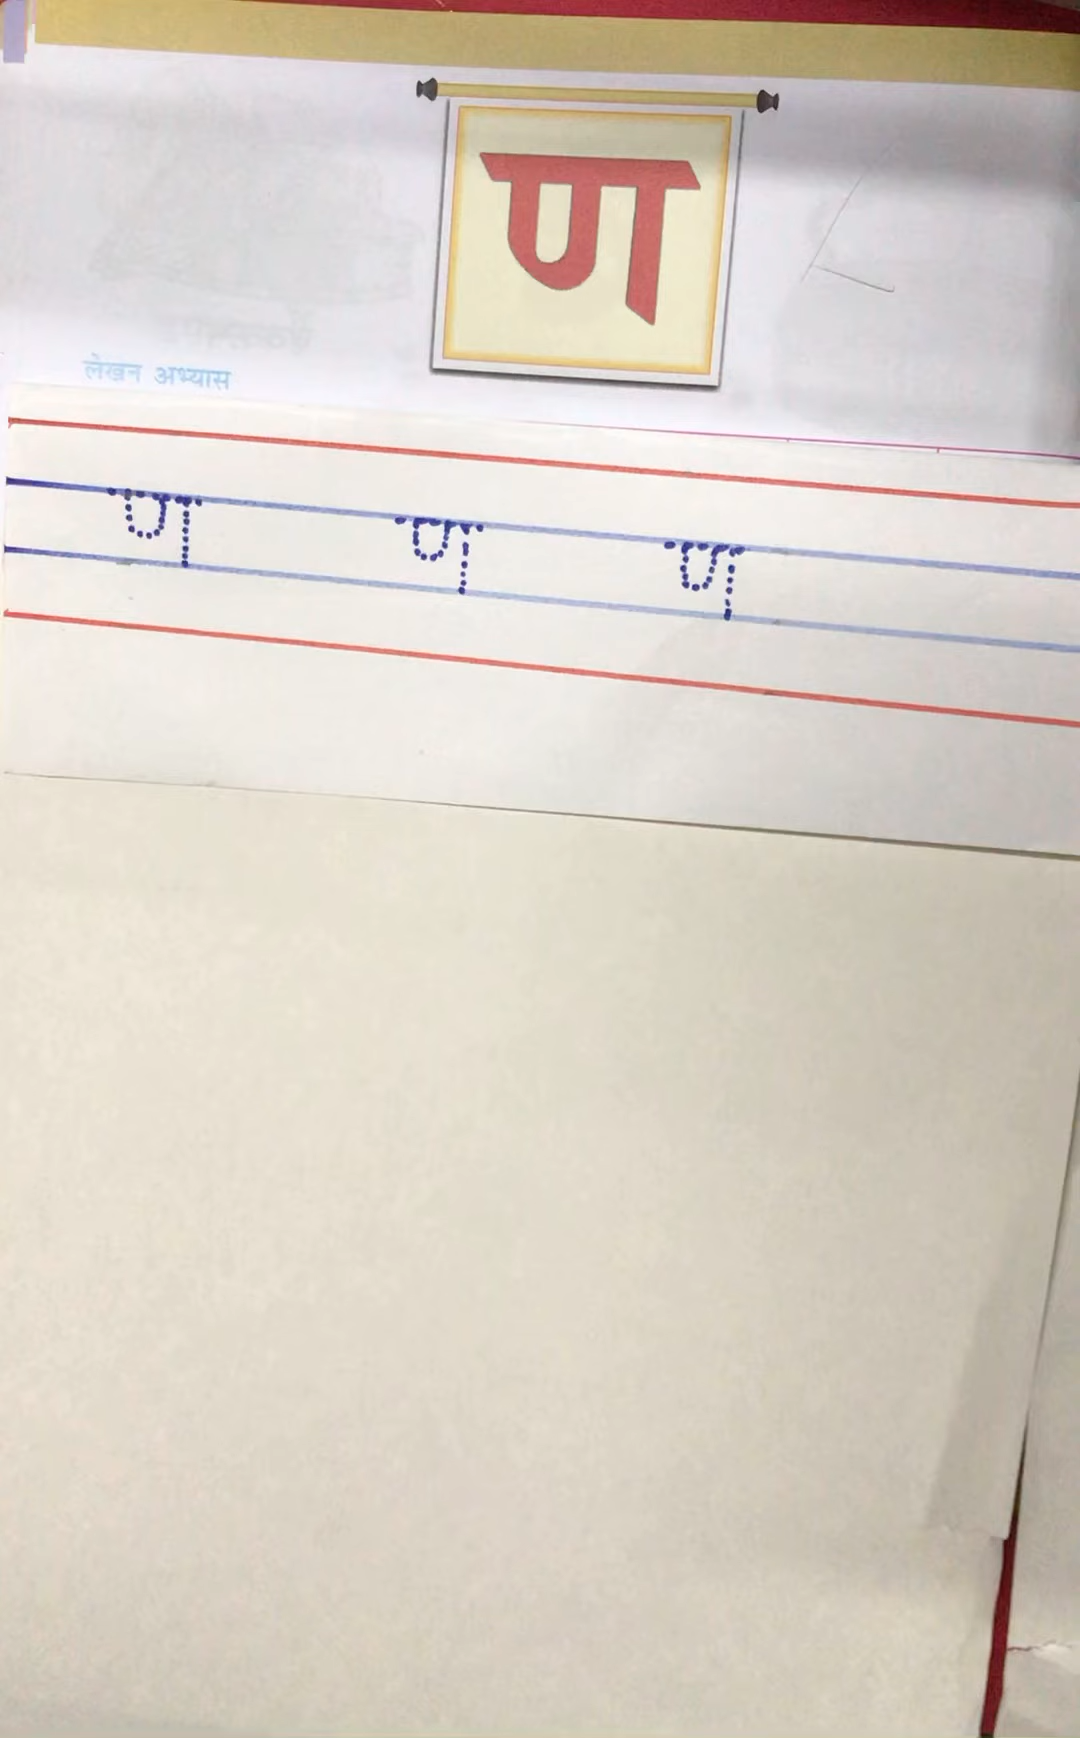 ण
लेखन अभ्यास
ण ण ण